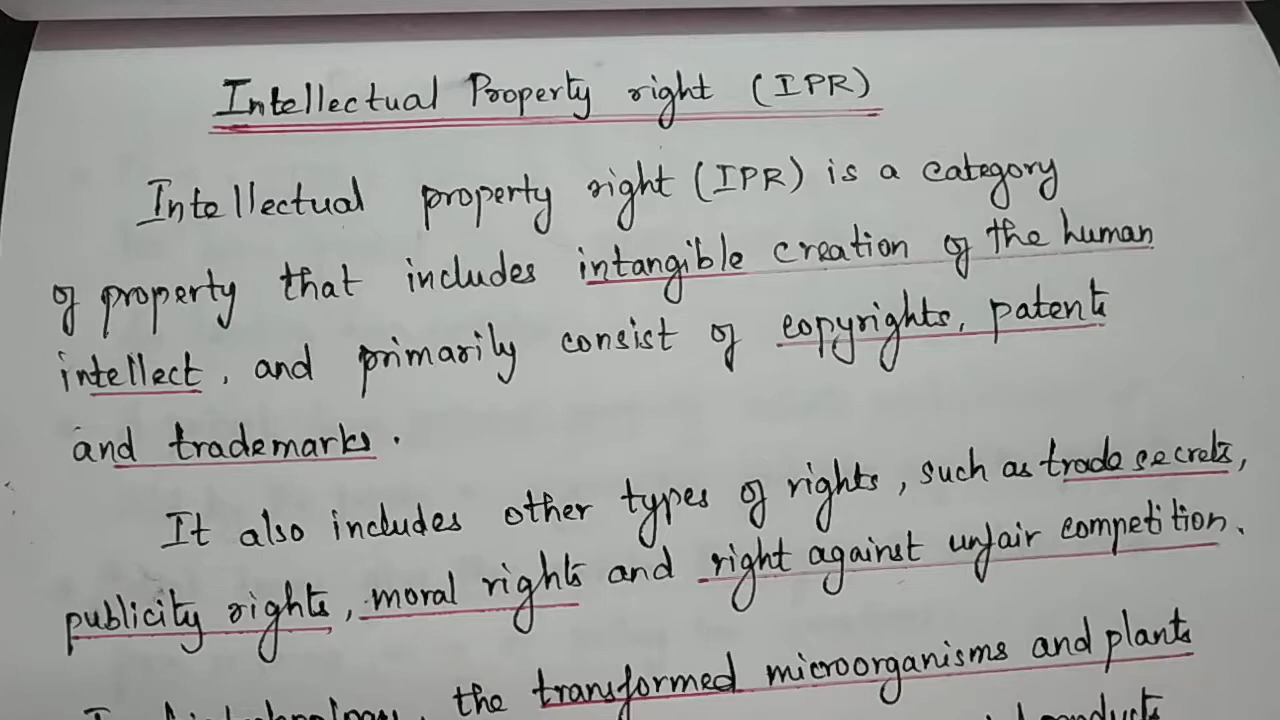 Intellectual Property right (IPR)
Intellectual property right (IPR) is a category
of property that includes intangible creation of the human
intellect, and primarily consist of copyrights, patents
and trademarks.
It also includes other types of rights, such as trade secrets,
publicity rights, moral rights and right against unfair competition.
In biotechnology, the transformed microorganisms and plants